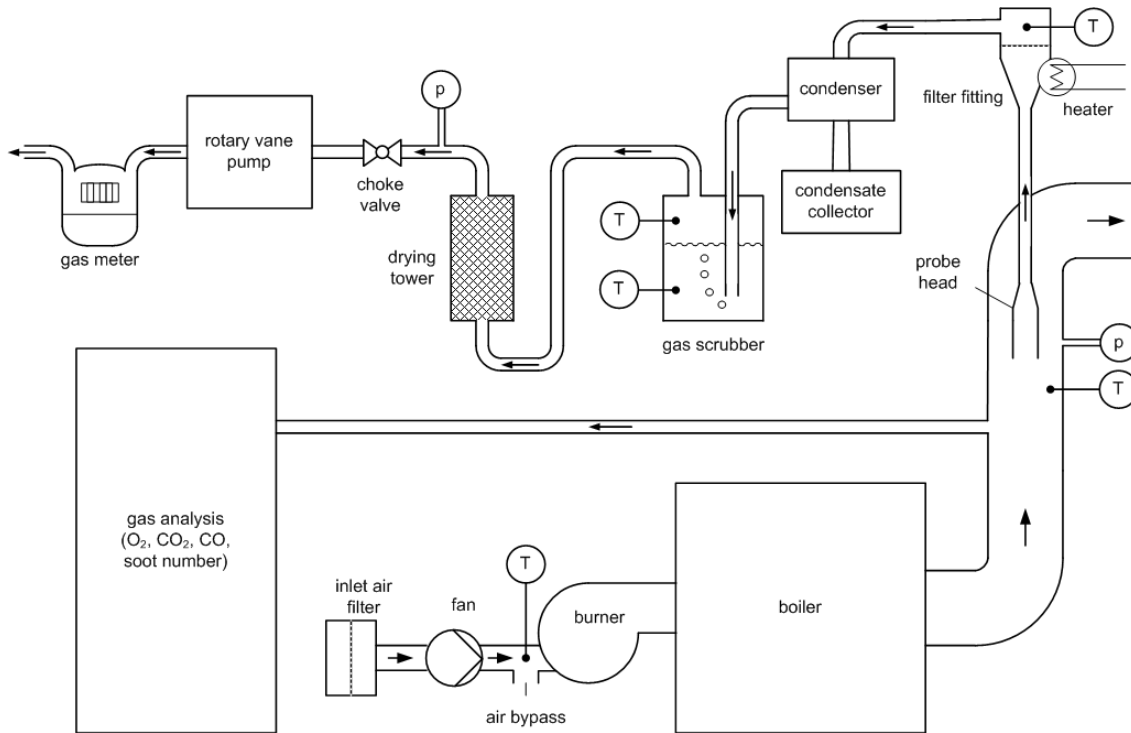 T
filter fitting
heater
condenser
condensate
collector
p
rotary vane
pump
choke
valve
gas meter
drying
tower
T
T
gas scrubber
probe
head
p
T
gas analysis
(O₂, CO₂, CO,
soot number)
inlet air
filter
fan
T
burner
boiler
air bypass